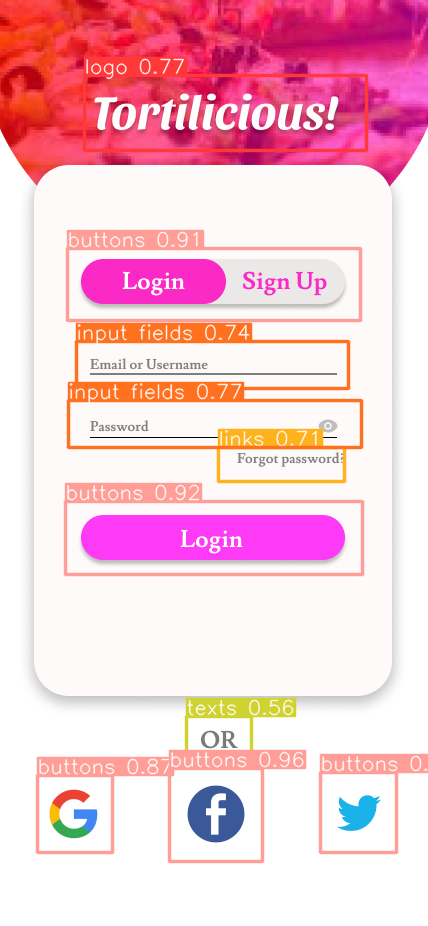 logo 0.77
Tortilicious!
buttons 0.91
Login Sign Up
input fields 0.74
Email or Username
input fields 0.77
Password
links 0.71
Forgot password?
buttons 0.92
Login
texts 0.56
OR
buttons 0.87 buttons 0.96 buttons 0.